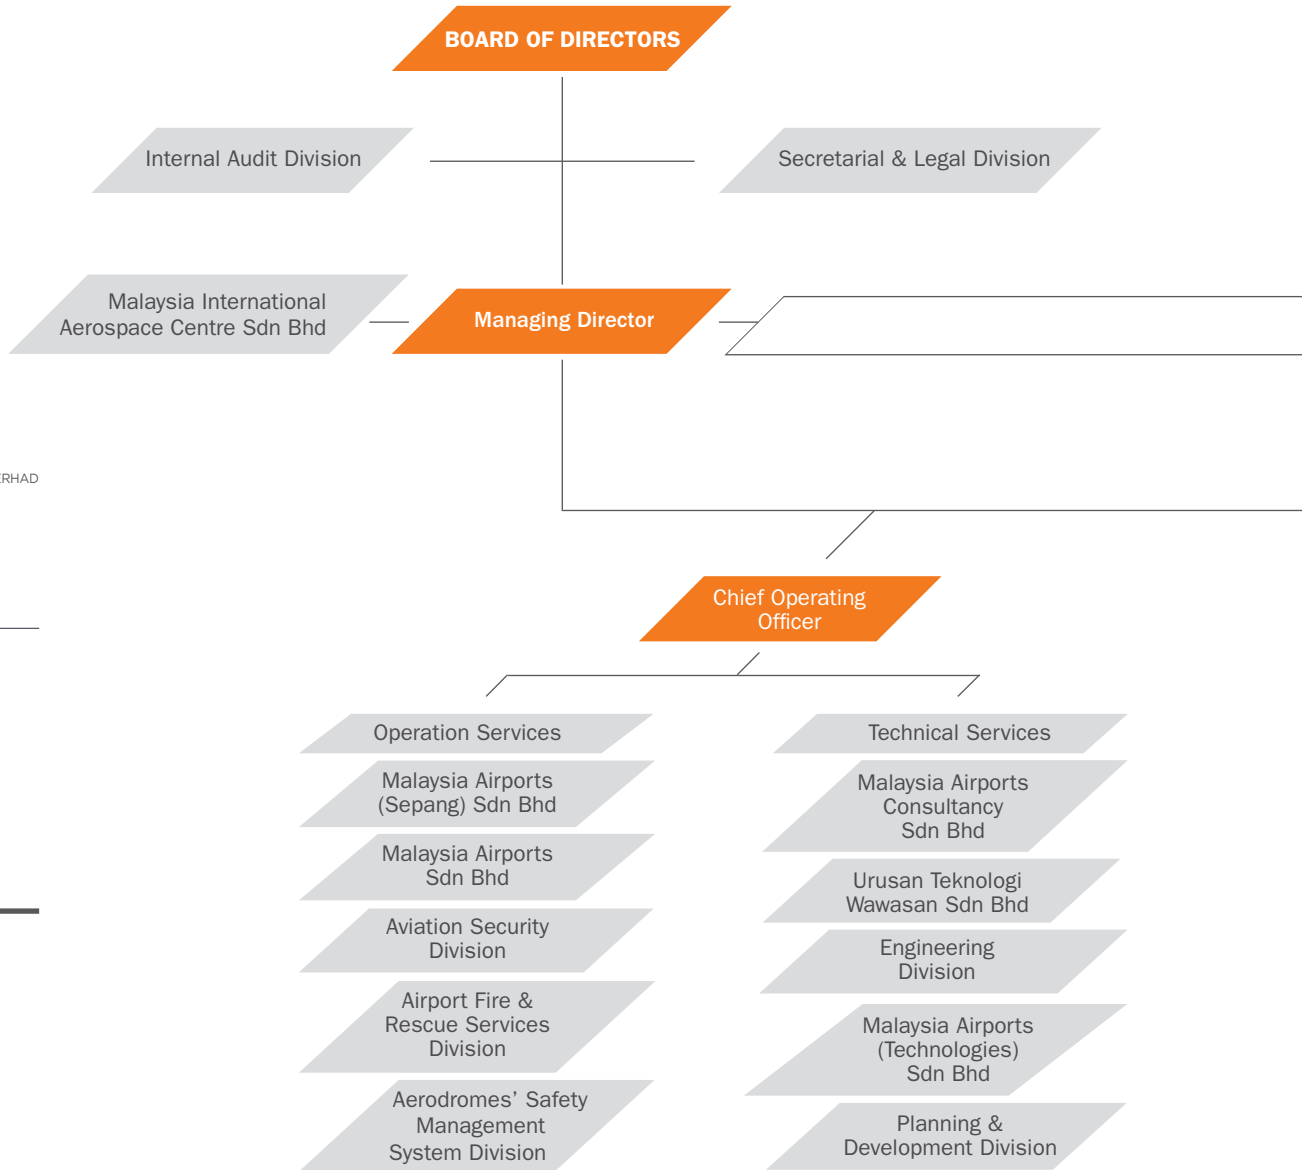 BOARD OF DIRECTORS
Internal Audit Division
Secretarial & Legal Division
Malaysia International
Aerospace Centre Sdn Bhd
Managing Director
Chief Operating
Officer
Operation Services
Malaysia Airports
(Sepang) Sdn Bhd
Malaysia Airports
Sdn Bhd
Aviation Security
Division
Airport Fire &
Rescue Services
Division
Aerodromes’ Safety
Management
System Division
Technical Services
Malaysia Airports
Consultancy
Sdn Bhd
Urusan Teknologi
Wawasan Sdn Bhd
Engineering
Division
Malaysia Airports
(Technologies)
Sdn Bhd
Planning &
Development Division